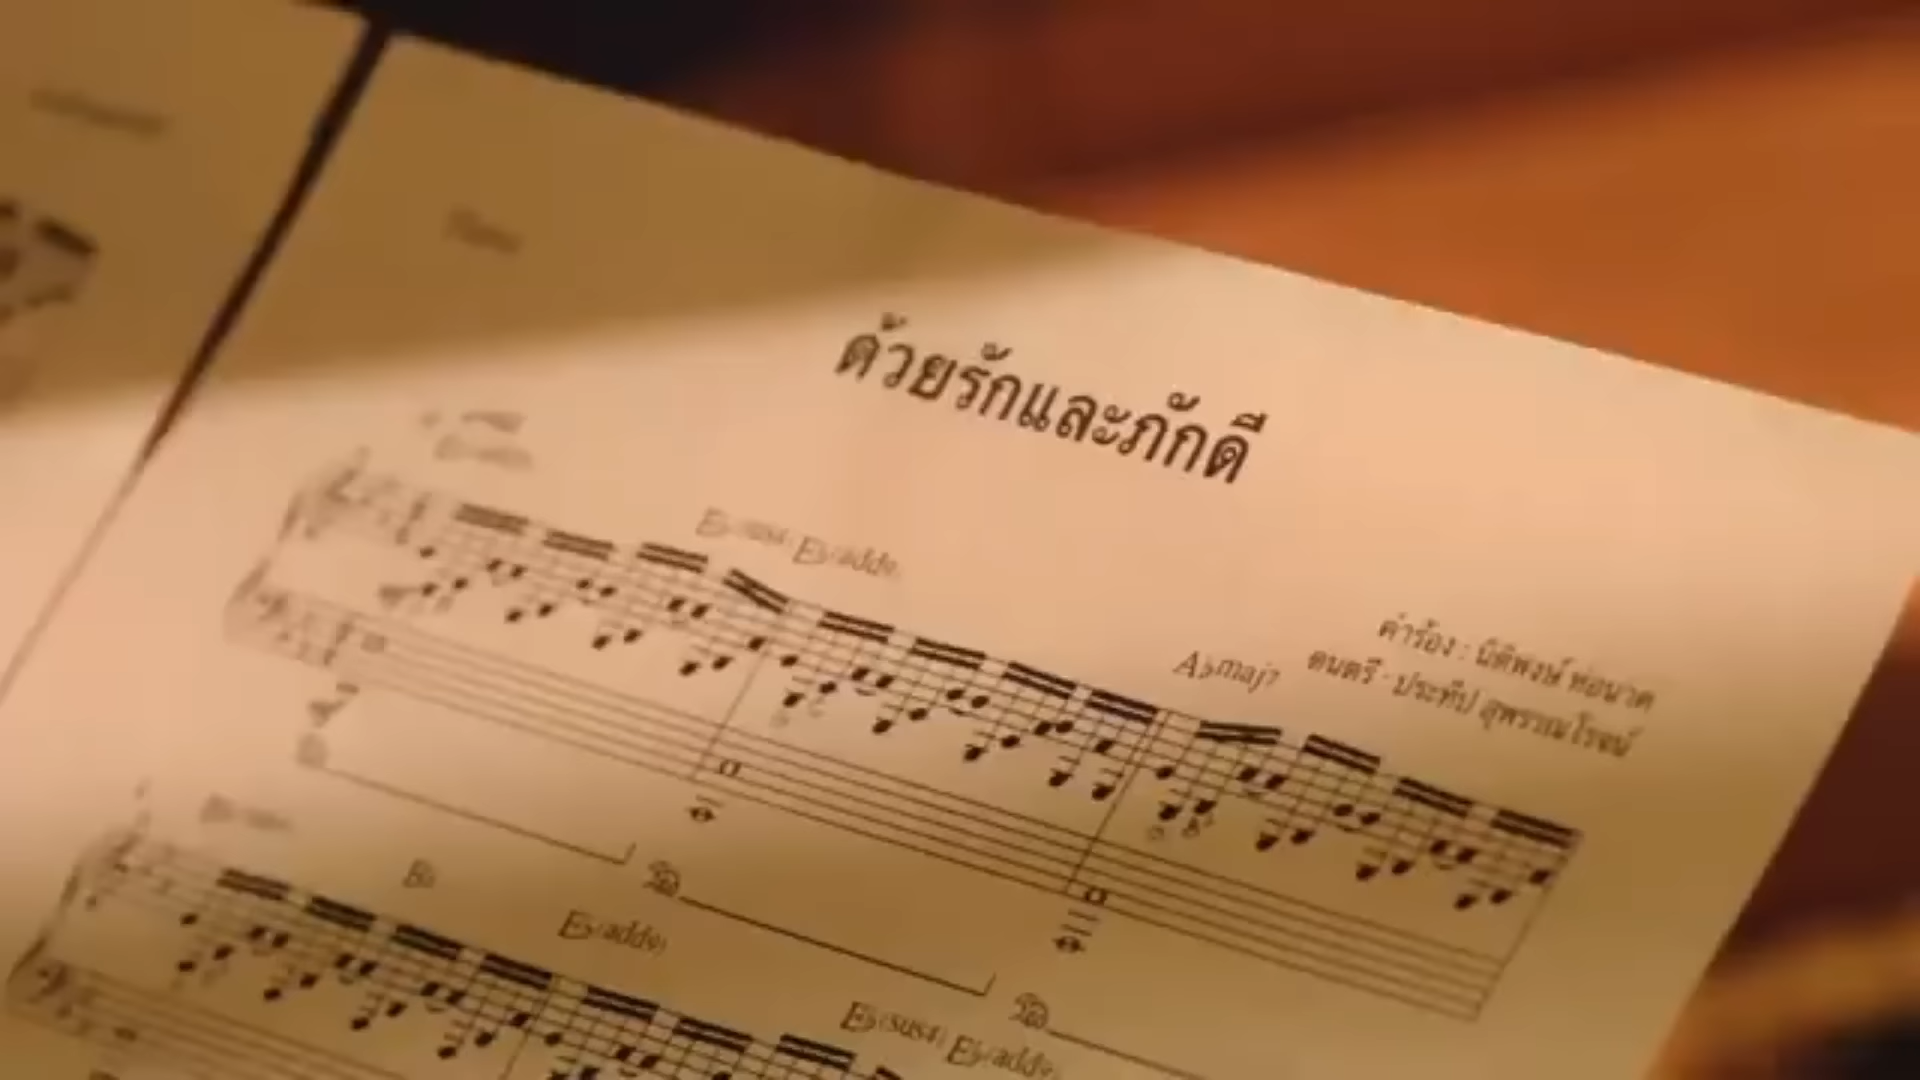 ด้วยรักและภักดี
E♭(sus4) E♭(add9)
คำร้อง : นิติพงษ์ ห่อนาค
A♭maj7
ดนตรี : ประทีป สุพรรณโรจน์
B♭
E♭(add9)
E♭(sus4) E♭(add9)